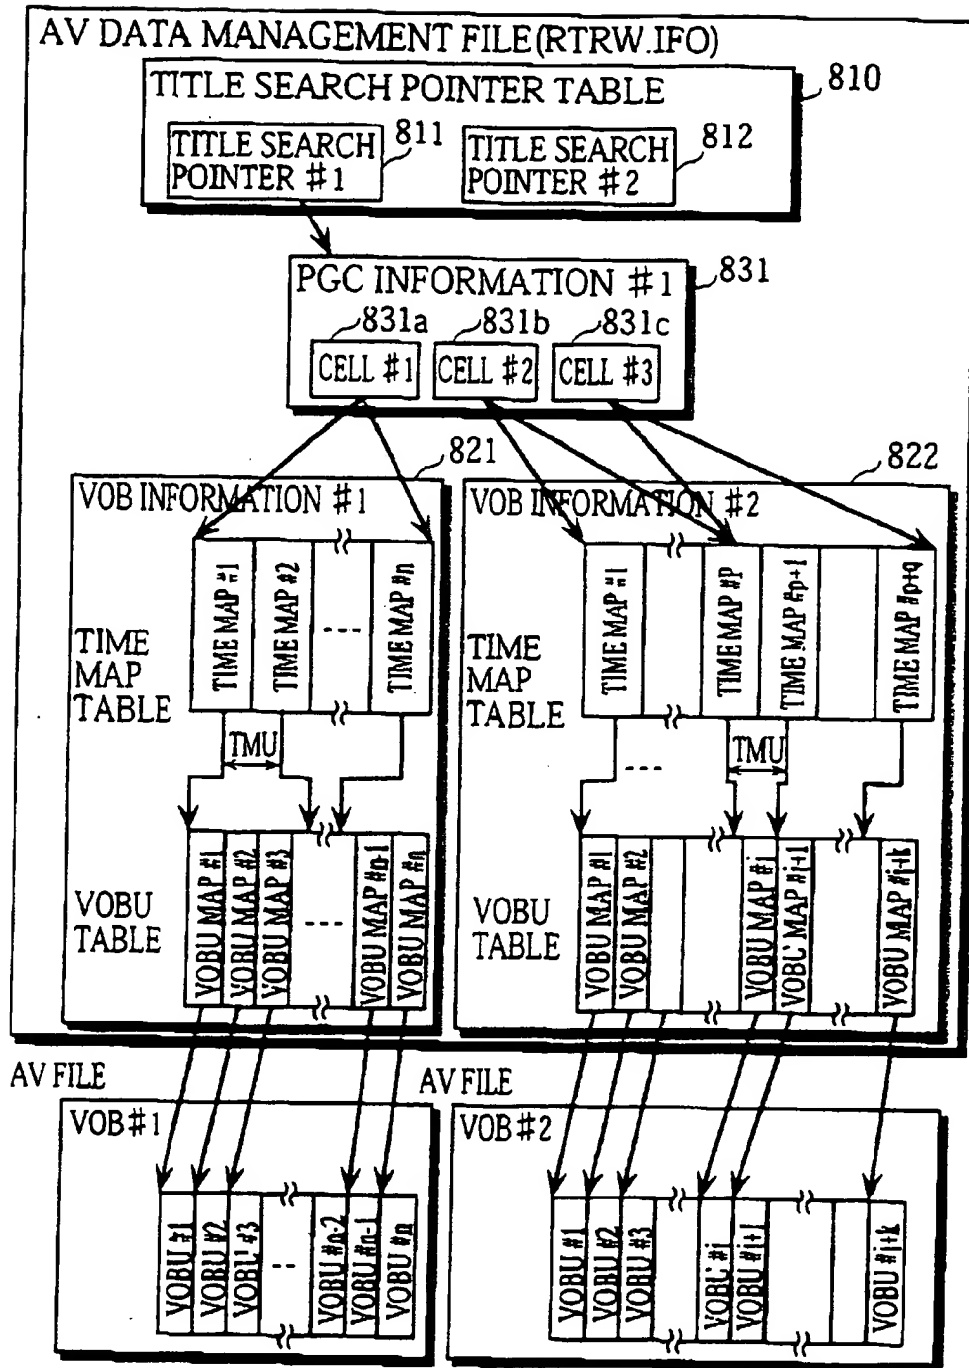 AV DATA MANAGEMENT FILE(RTRW.IFO)
TITLE SEARCH POINTER TABLE
810
TITLE SEARCH
POINTER #1
811
TITLE SEARCH
POINTER #2
812
PGC INFORMATION #1
831
831a
831b
831c
CELL #1
CELL #2
CELL #3
821
822
VOB INFORMATION #1
TIME
MAP
TABLE
TIME MAP #1
TIME MAP #2
TIME MAP #n
TMU
VOBU
TABLE
VOBU MAP #1
VOBU MAP #2
VOBU MAP #3
VOBU MAP #n-1
VOBU MAP #n
VOB INFORMATION #2
TIME
MAP
TABLE
TIME MAP #1
TIME MAP #P
TIME MAP #p+1
TIME MAP #p+q
TMU
VOBU
TABLE
VOBU MAP #1
VOBU MAP #2
VOBU MAP #i
VOBU MAP #i+1
VOBU MAP #i+k
AV FILE
VOB #1
VOBU #1
VOBU #2
VOBU #3
VOBU #n-2
VOBU #n-1
VOBU #n
AV FILE
VOB #2
VOBU #1
VOBU #2
VOBU #3
VOBU #i
VOBU #i+1
VOBU #i+k